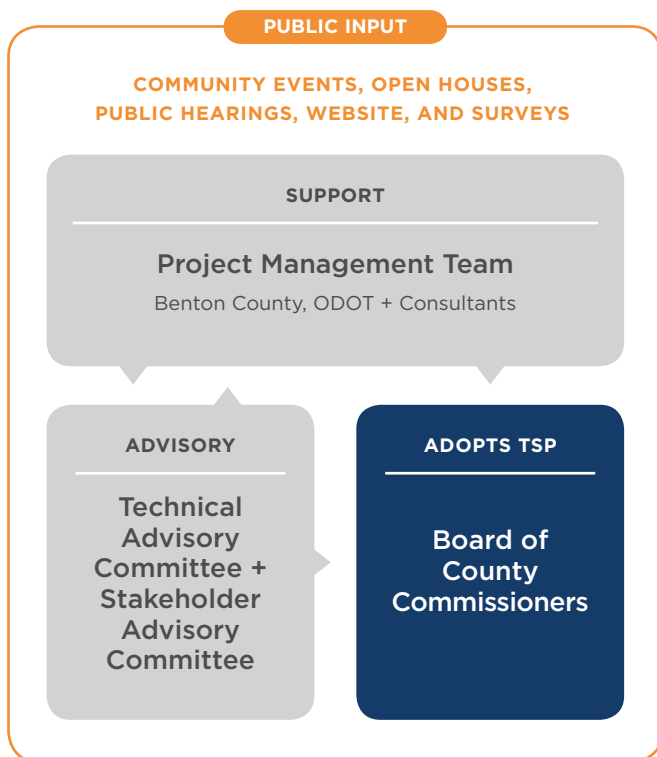 PUBLIC INPUT
COMMUNITY EVENTS, OPEN HOUSES,
PUBLIC HEARINGS, WEBSITE, AND SURVEYS
SUPPORT
Project Management Team
Benton County, ODOT + Consultants
ADVISORY
Technical
Advisory
Committee +
Stakeholder
Advisory
Committee
ADOPTS TSP
Board of
County
Commissioners